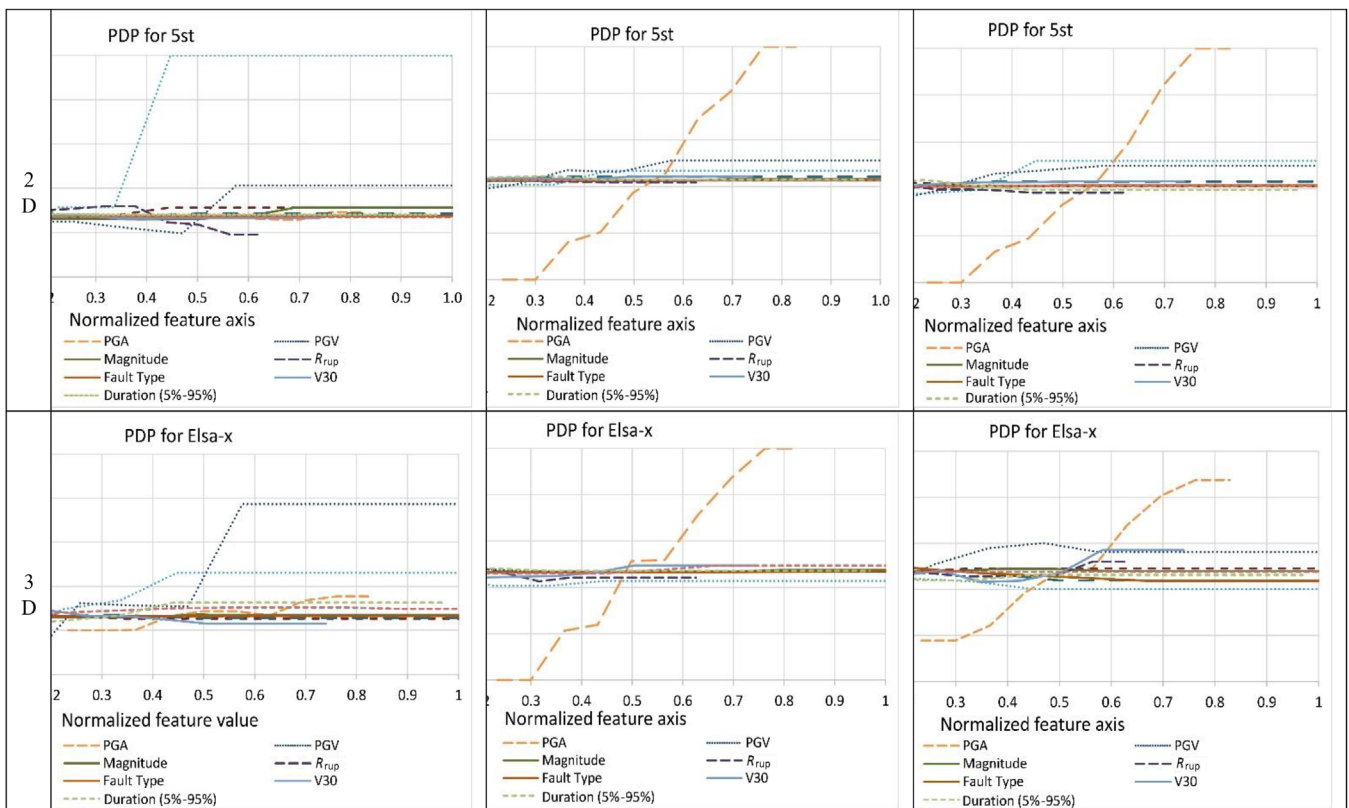 PDP for 5st
PDP for 5st
PDP for 5st
2
D
2 0.3 0.4 0.5 0.6 0.7 0.8 0.9 1.0
2 0.3 0.4 0.5 0.6 0.7 0.8 0.9 1.0
0.3 0.4 0.5 0.6 0.7 0.8 0.9 1
Normalized feature axis
PGA PGV
Magnitude Rrup
Fault Type V30
Duration (5%-95%)
Normalized feature axis
PGA PGV
Magnitude Rrup
Fault Type V30
Duration (5%-95%)
Normalized feature axis
PGA PGV
Magnitude Rrup
Fault Type V30
Duration (5%-95%)
PDP for Elsa-x
PDP for Elsa-x
PDP for Elsa-x
3
D
2 0.3 0.4 0.5 0.6 0.7 0.8 0.9 1
2 0.3 0.4 0.5 0.6 0.7 0.8 0.9 1
0.3 0.4 0.5 0.6 0.7 0.8 0.9 1
Normalized feature value
PGA PGV
Magnitude Rrup
Fault Type V30
Duration (5%-95%)
Normalized feature axis
PGA PGV
Magnitude Rrup
Fault Type V30
Duration (5%-95%)
Normalized feature axis
PGA PGV
Magnitude Rrup
Fault Type V30
Duration (5%-95%)